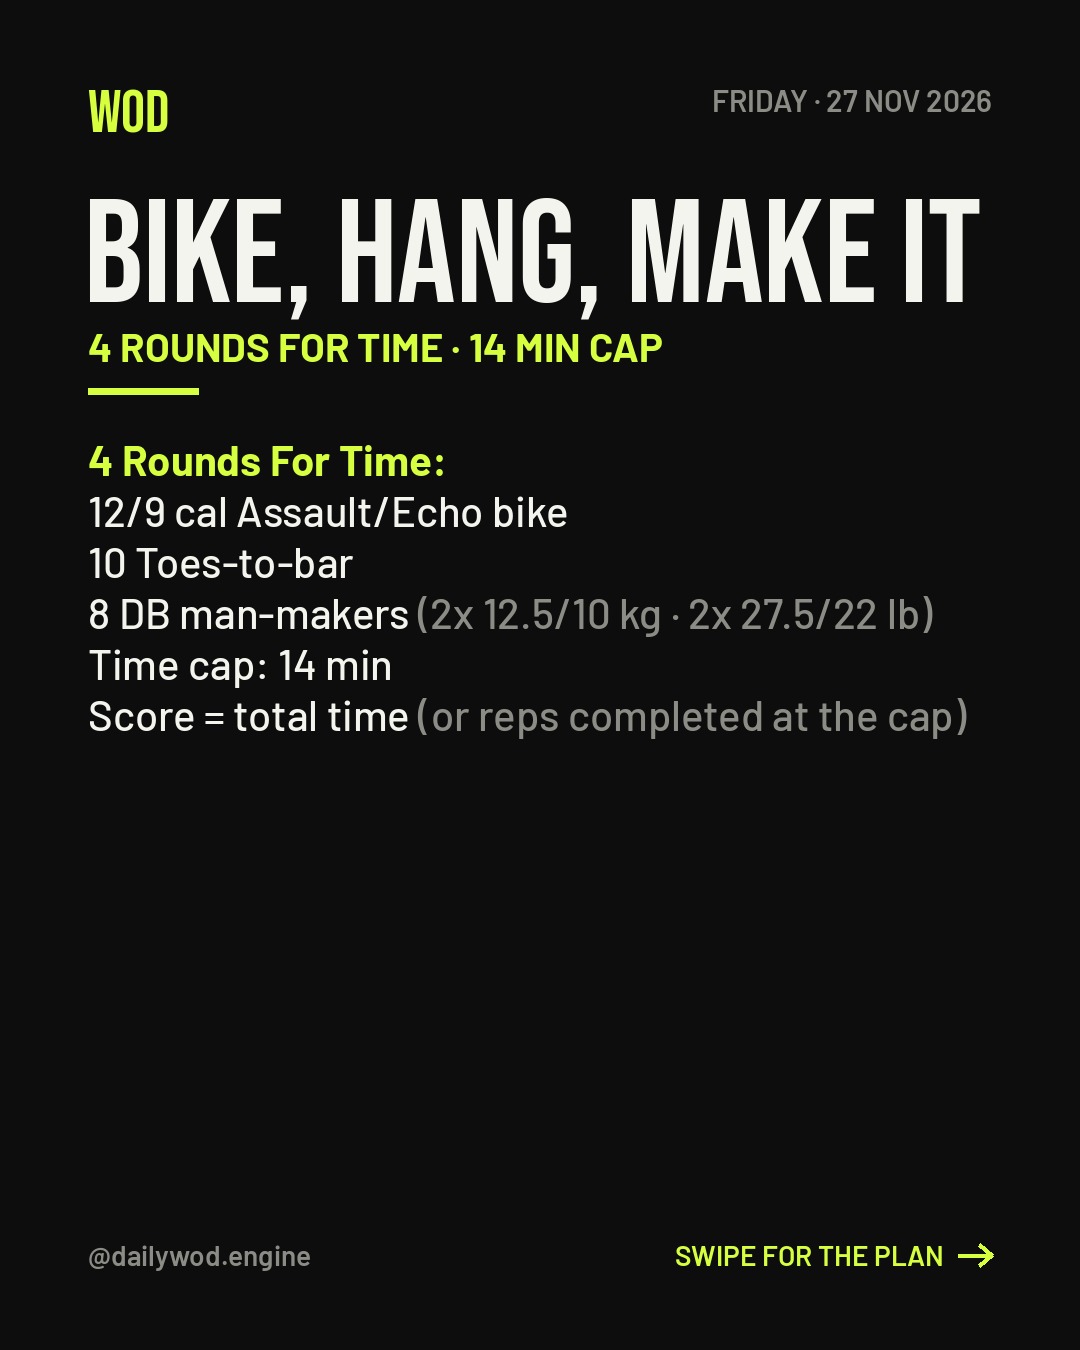 WOD
FRIDAY · 27 NOV 2026
BIKE, HANG, MAKE IT
4 ROUNDS FOR TIME · 14 MIN CAP
4 Rounds For Time:
12/9 cal Assault/Echo bike
10 Toes-to-bar
8 DB man-makers (2x 12.5/10 kg · 2x 27.5/22 lb)
Time cap: 14 min
Score = total time (or reps completed at the cap)
@dailywod.engine
SWIPE FOR THE PLAN →